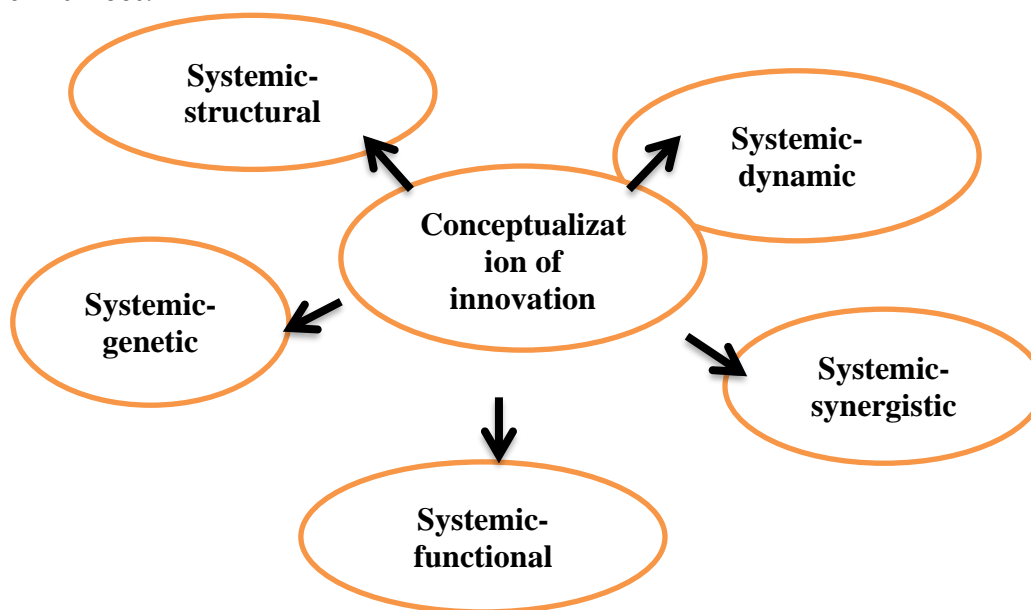 Systemic-
structural
Systemic-
dynamic
Conceptualizat
ion of
innovation
Systemic-
genetic
Systemic-
synergistic
Systemic-
functional